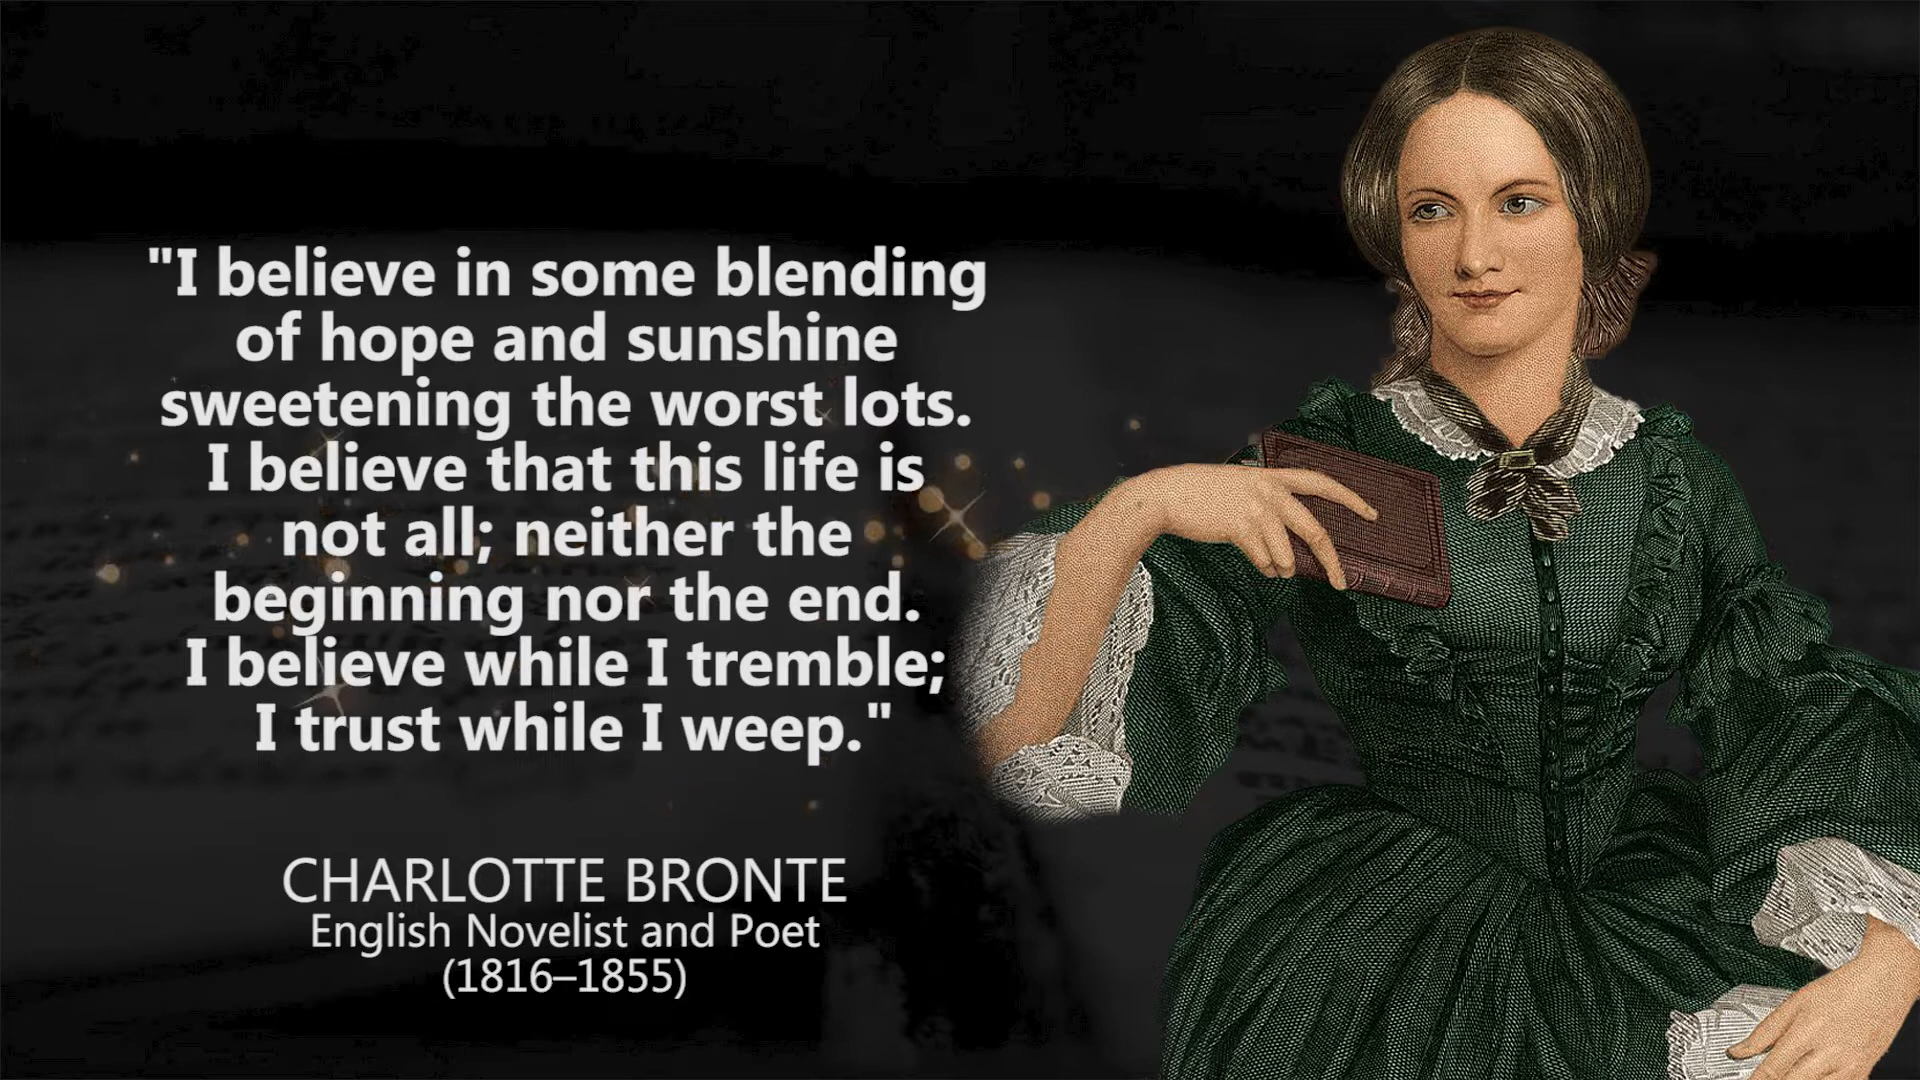 "I believe in some blending
of hope and sunshine
sweetening the worst lots.
I believe that this life is
not all; neither the
beginning nor the end.
I believe while I tremble;
I trust while I weep."
CHARLOTTE BRONTE
English Novelist and Poet
(1816–1855)